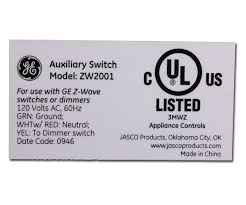 GE
Auxiliary Switch
Model: ZW2001
For use with GE Z-Wave
switches or dimmers
120 Volts AC, 60Hz
GRN: Ground;
WHTw/ RED: Neutral;
YEL: To Dimmer switch
Date Code: 0946
C UL US
®
LISTED
3MWZ
Appliance Controls
JASCO Products, Oklahoma City, OK
www.jascoproducts.com
Made in China